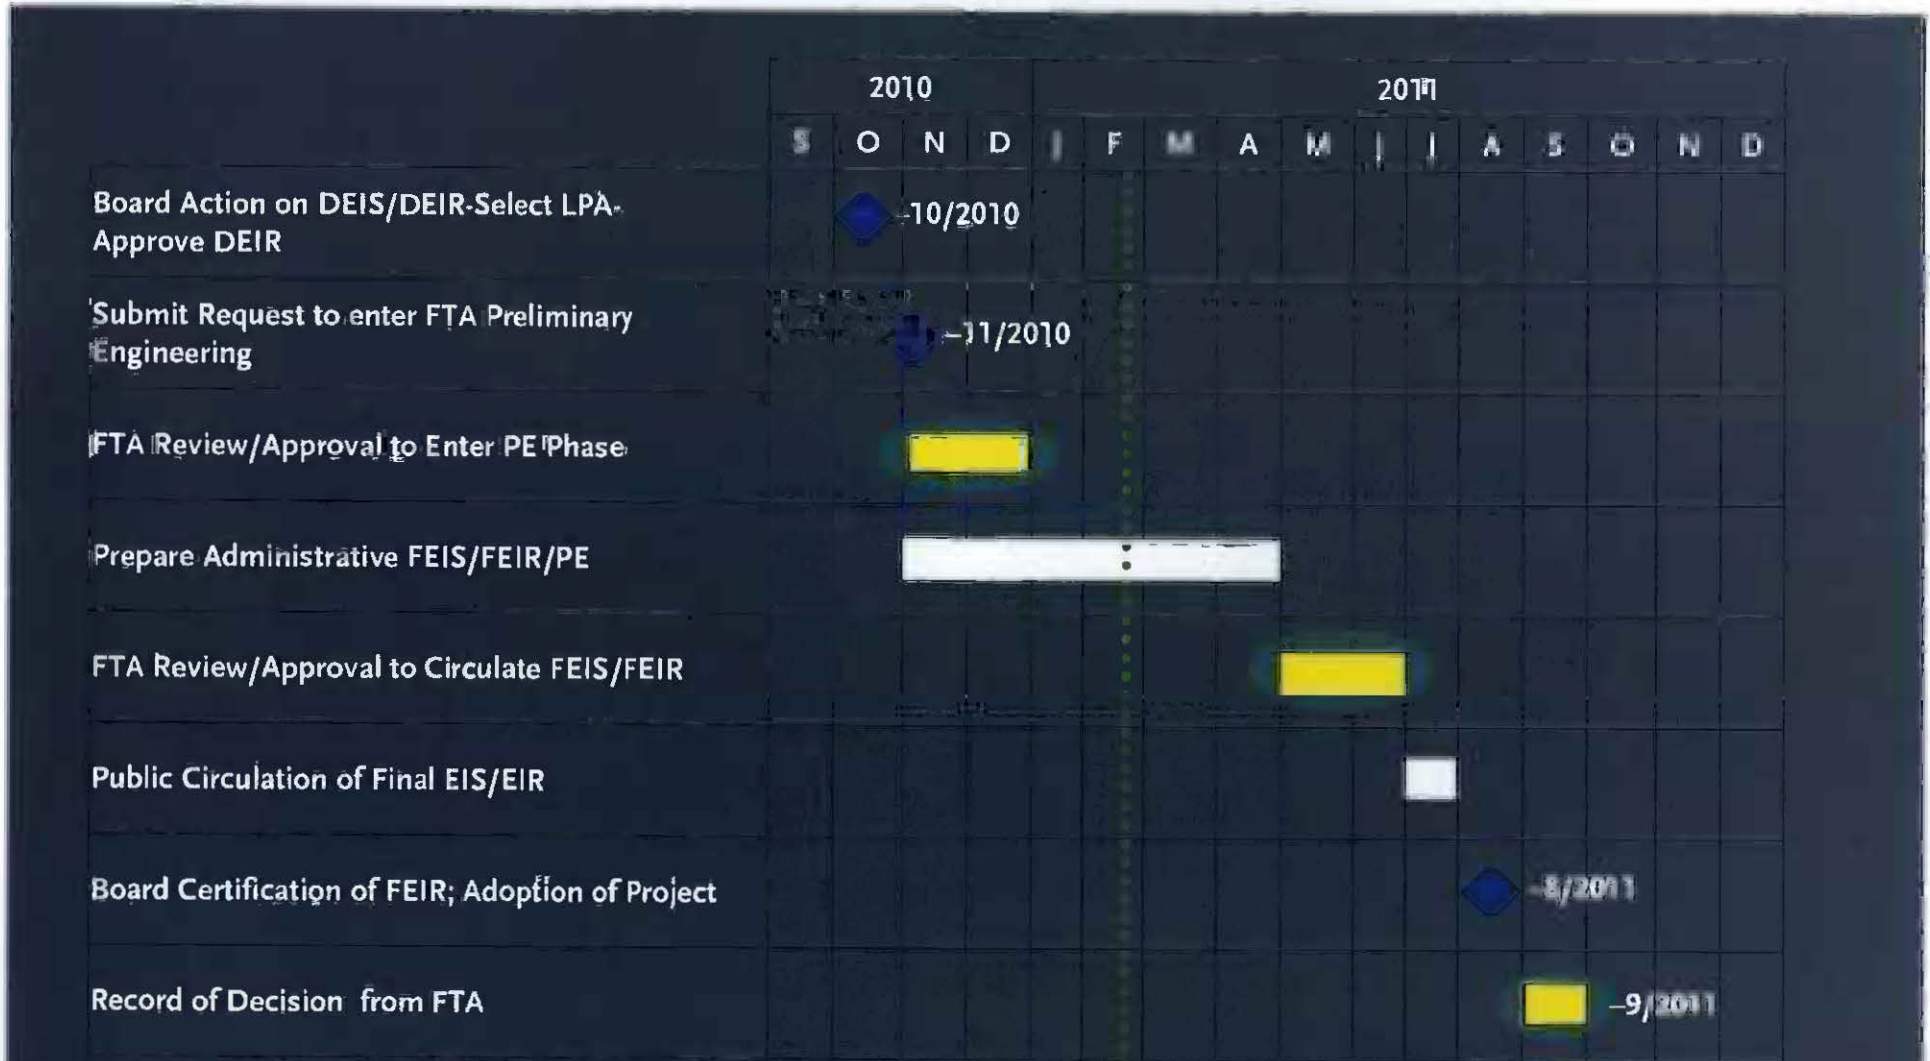 2010 2011
S O N D J F M A M J J A S O N D
Board Action on DEIS/DEIR-Select LPA-
Approve DEIR
–10/2010
Submit Request to enter FTA Preliminary
Engineering
–11/2010
FTA Review/Approval to Enter PE Phase
Prepare Administrative FEIS/FEIR/PE
FTA Review/Approval to Circulate FEIS/FEIR
Public Circulation of Final EIS/EIR
Board Certification of FEIR; Adoption of Project
–8/2011
Record of Decision from FTA
–9/2011